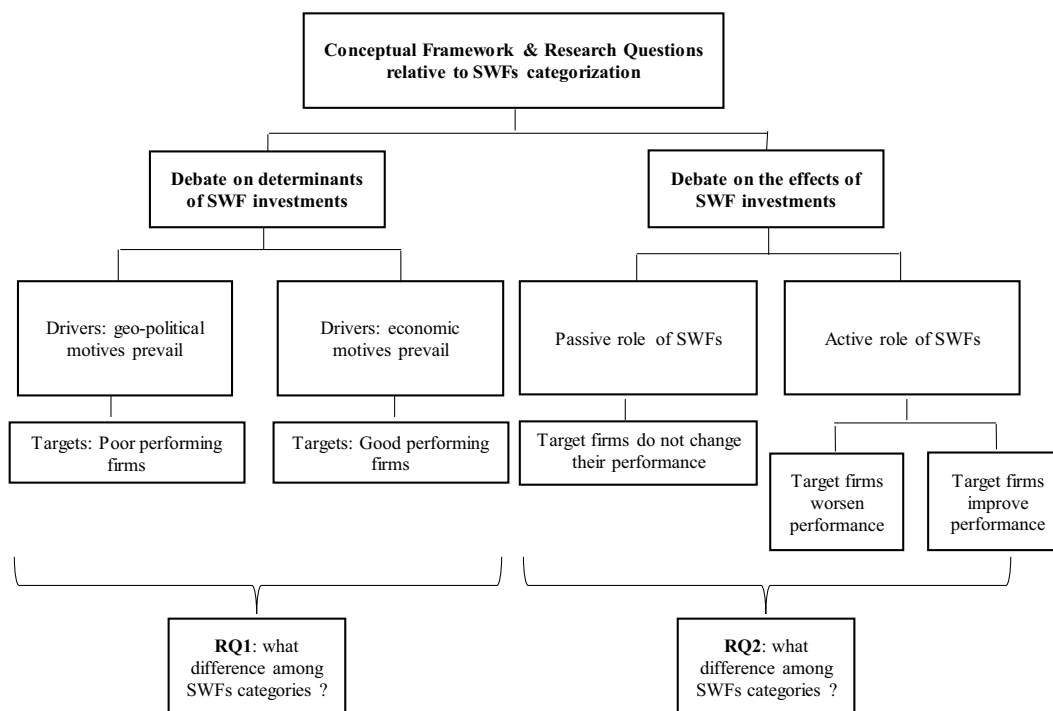 Conceptual Framework & Research Questions
relative to SWFs categorization
Debate on determinants
of SWF investments
Debate on the effects of
SWF investments
Drivers: geo-political
motives prevail
Drivers: economic
motives prevail
Passive role of SWFs
Active role of SWFs
Targets: Poor performing
firms
Targets: Good performing
firms
Target firms do not change
their performance
Target firms
worsen
performance
Target firms
improve
performance
RQ1: what
difference among
SWFs categories ?
RQ2: what
difference among
SWFs categories ?